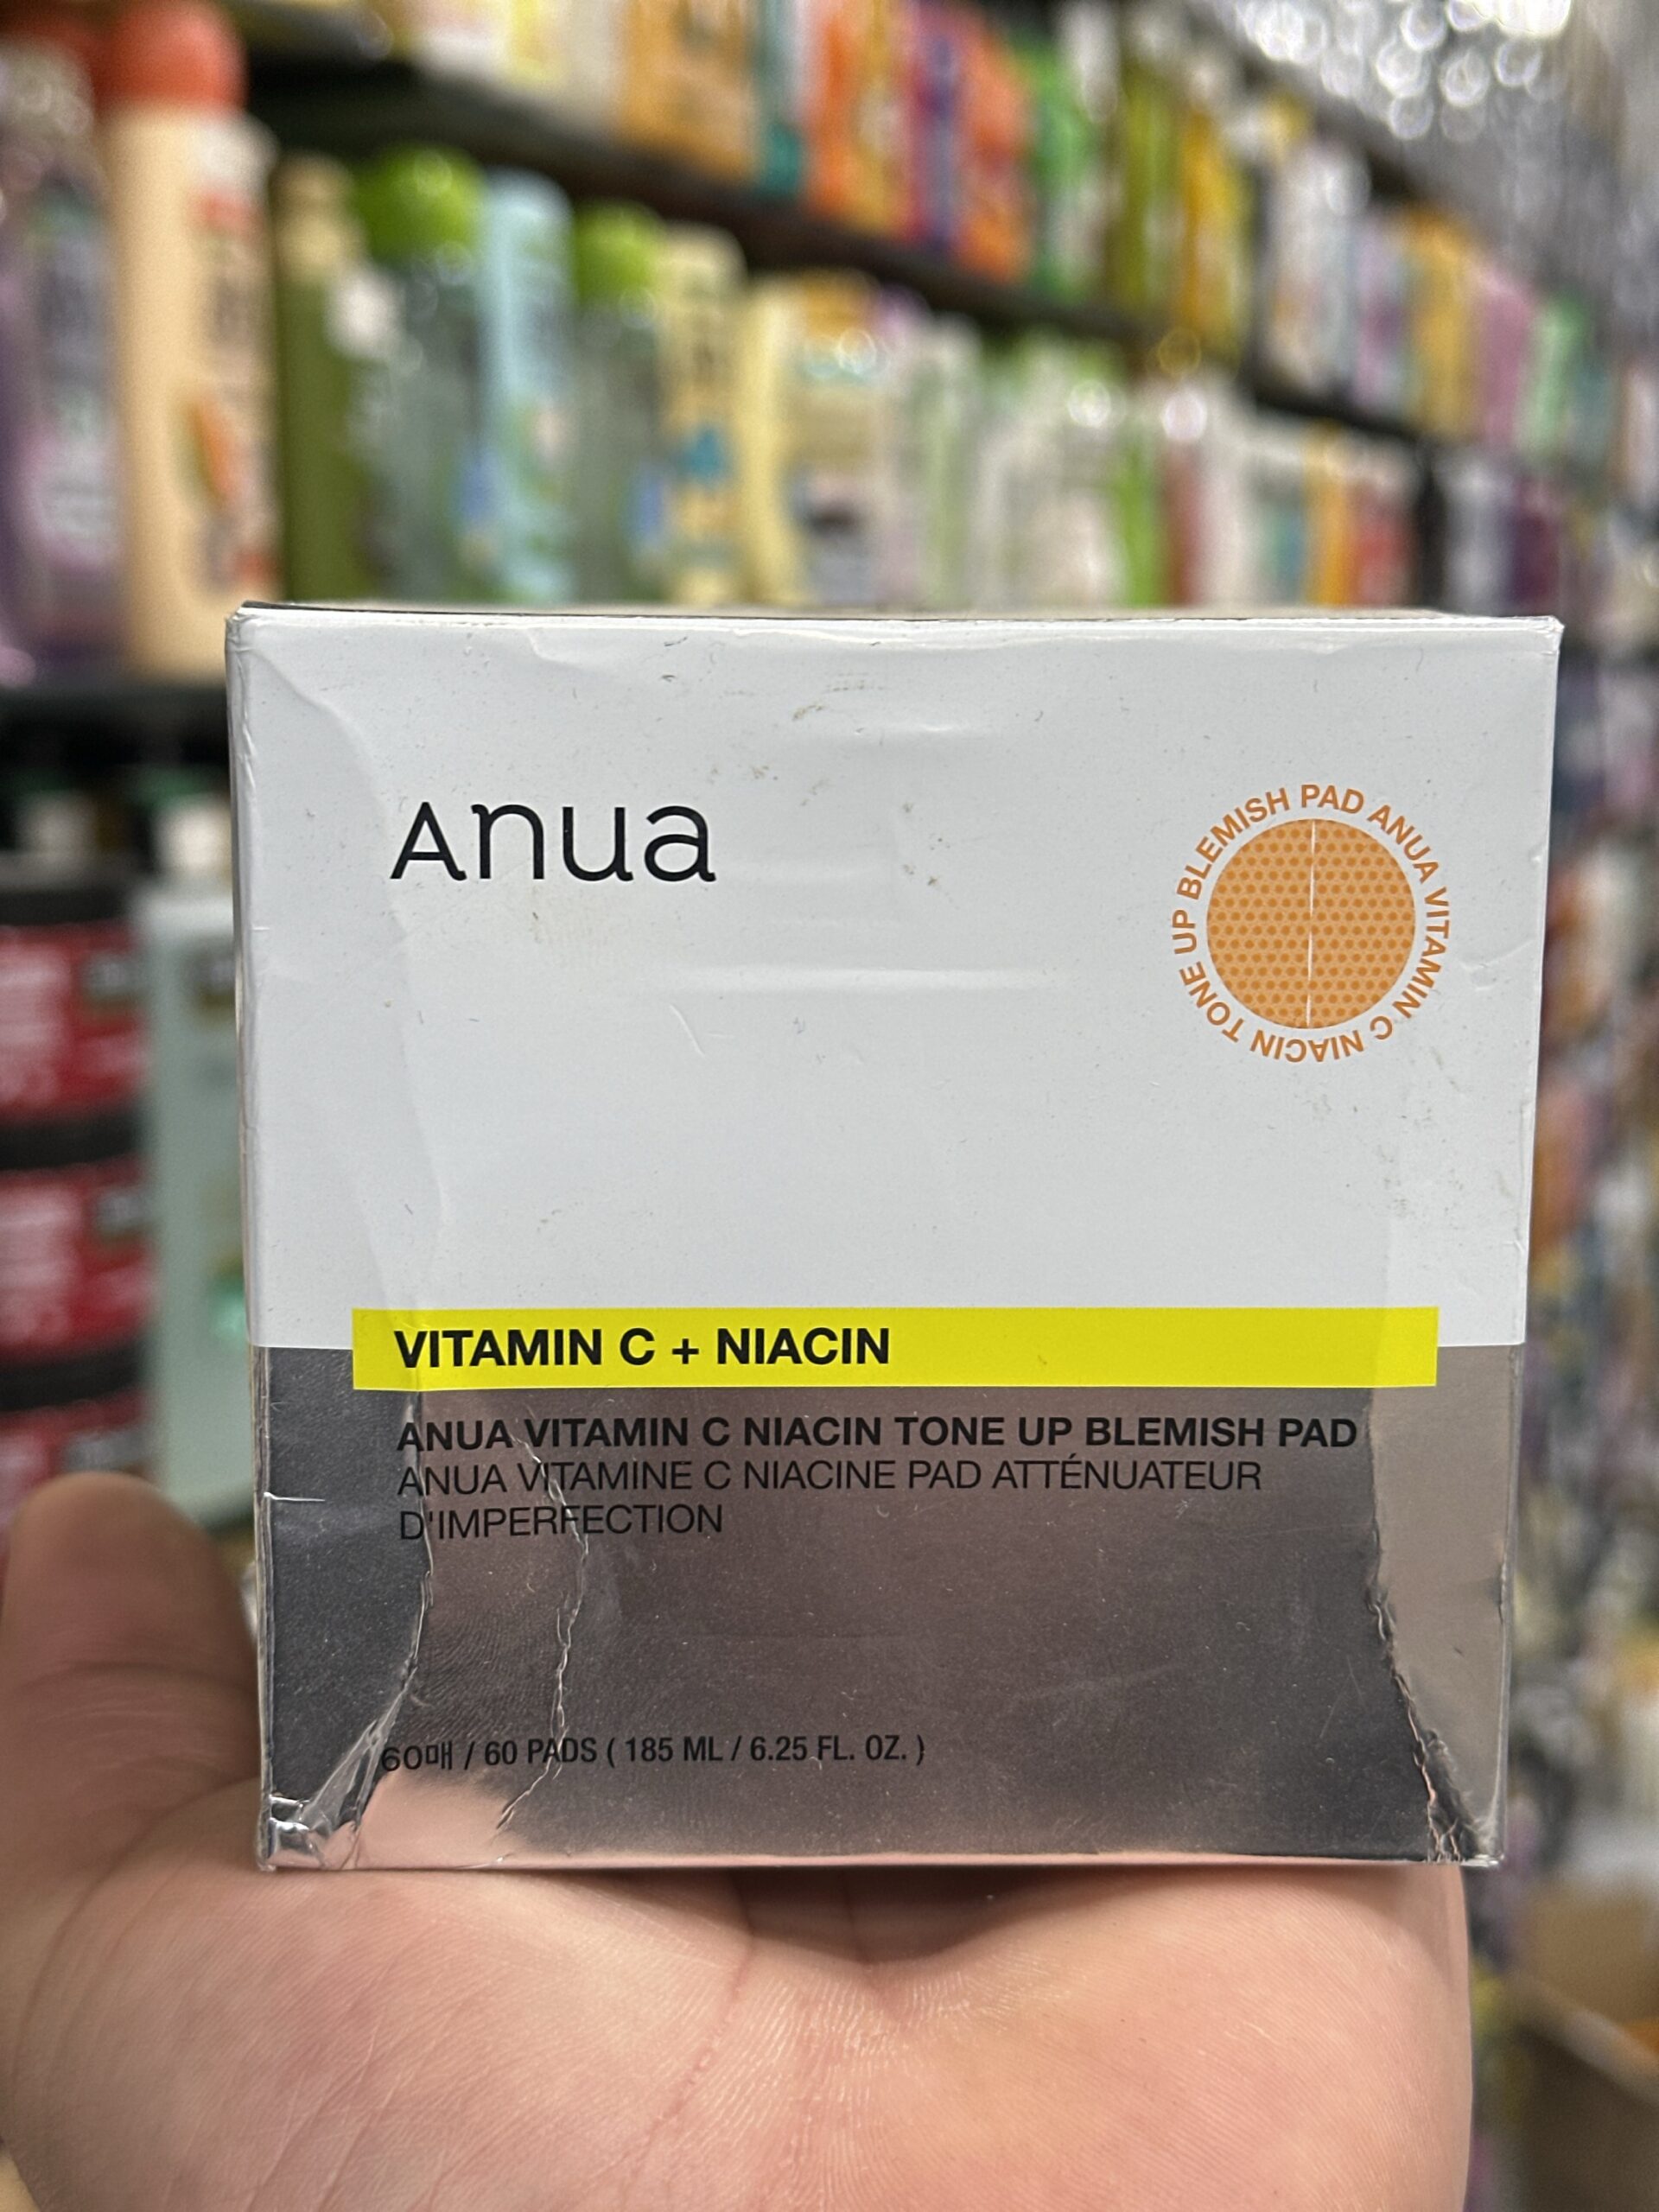 Anua
BLEMISH PAD ANUA VITAMIN C NIACIN TONE UP
VITAMIN C + NIACIN
ANUA VITAMIN C NIACIN TONE UP BLEMISH PAD
ANUA VITAMINE C NIACINE PAD ATTÉNUATEUR
D'IMPERFECTION
60매 / 60 PADS ( 185 ML / 6.25 FL. OZ. )